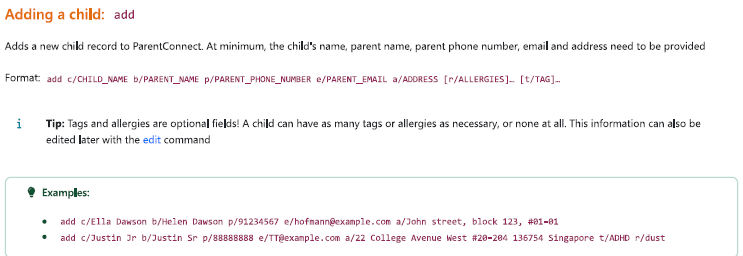 Adding a child: add
Adds a new child record to ParentConnect. At minimum, the child's name, parent name, parent phone number, email and address need to be provided
Format: add c/CHILD_NAME b/PARENT_NAME p/PARENT_PHONE_NUMBER e/PARENT_EMAIL a/ADDRESS [r/ALLERGIES]… [t/TAG]…
i Tip: Tags and allergies are optional fields! A child can have as many tags or allergies as necessary, or none at all. This information can also be
edited later with the edit command
Examples:
• add c/Ella Dawson b/Helen Dawson p/91234567 e/hofmann@example.com a/John street, block 123, #01-01
• add c/Justin Jr b/Justin Sr p/88888888 e/TT@example.com a/22 College Avenue West #20-204 136754 Singapore t/ADHD r/dust